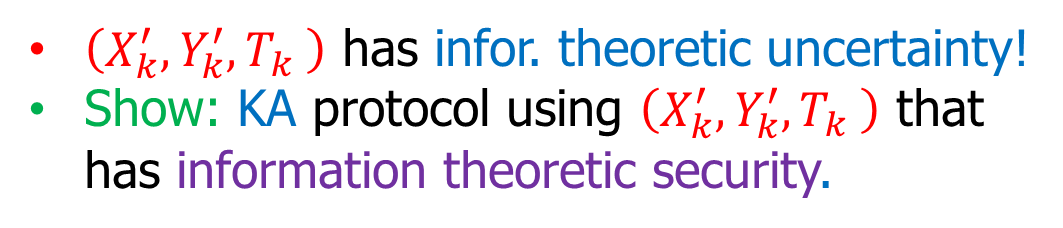 • (X′ₖ, Y′ₖ, Tₖ ) has infor. theoretic uncertainty!
• Show: KA protocol using (X′ₖ, Y′ₖ, Tₖ ) that
has information theoretic security.